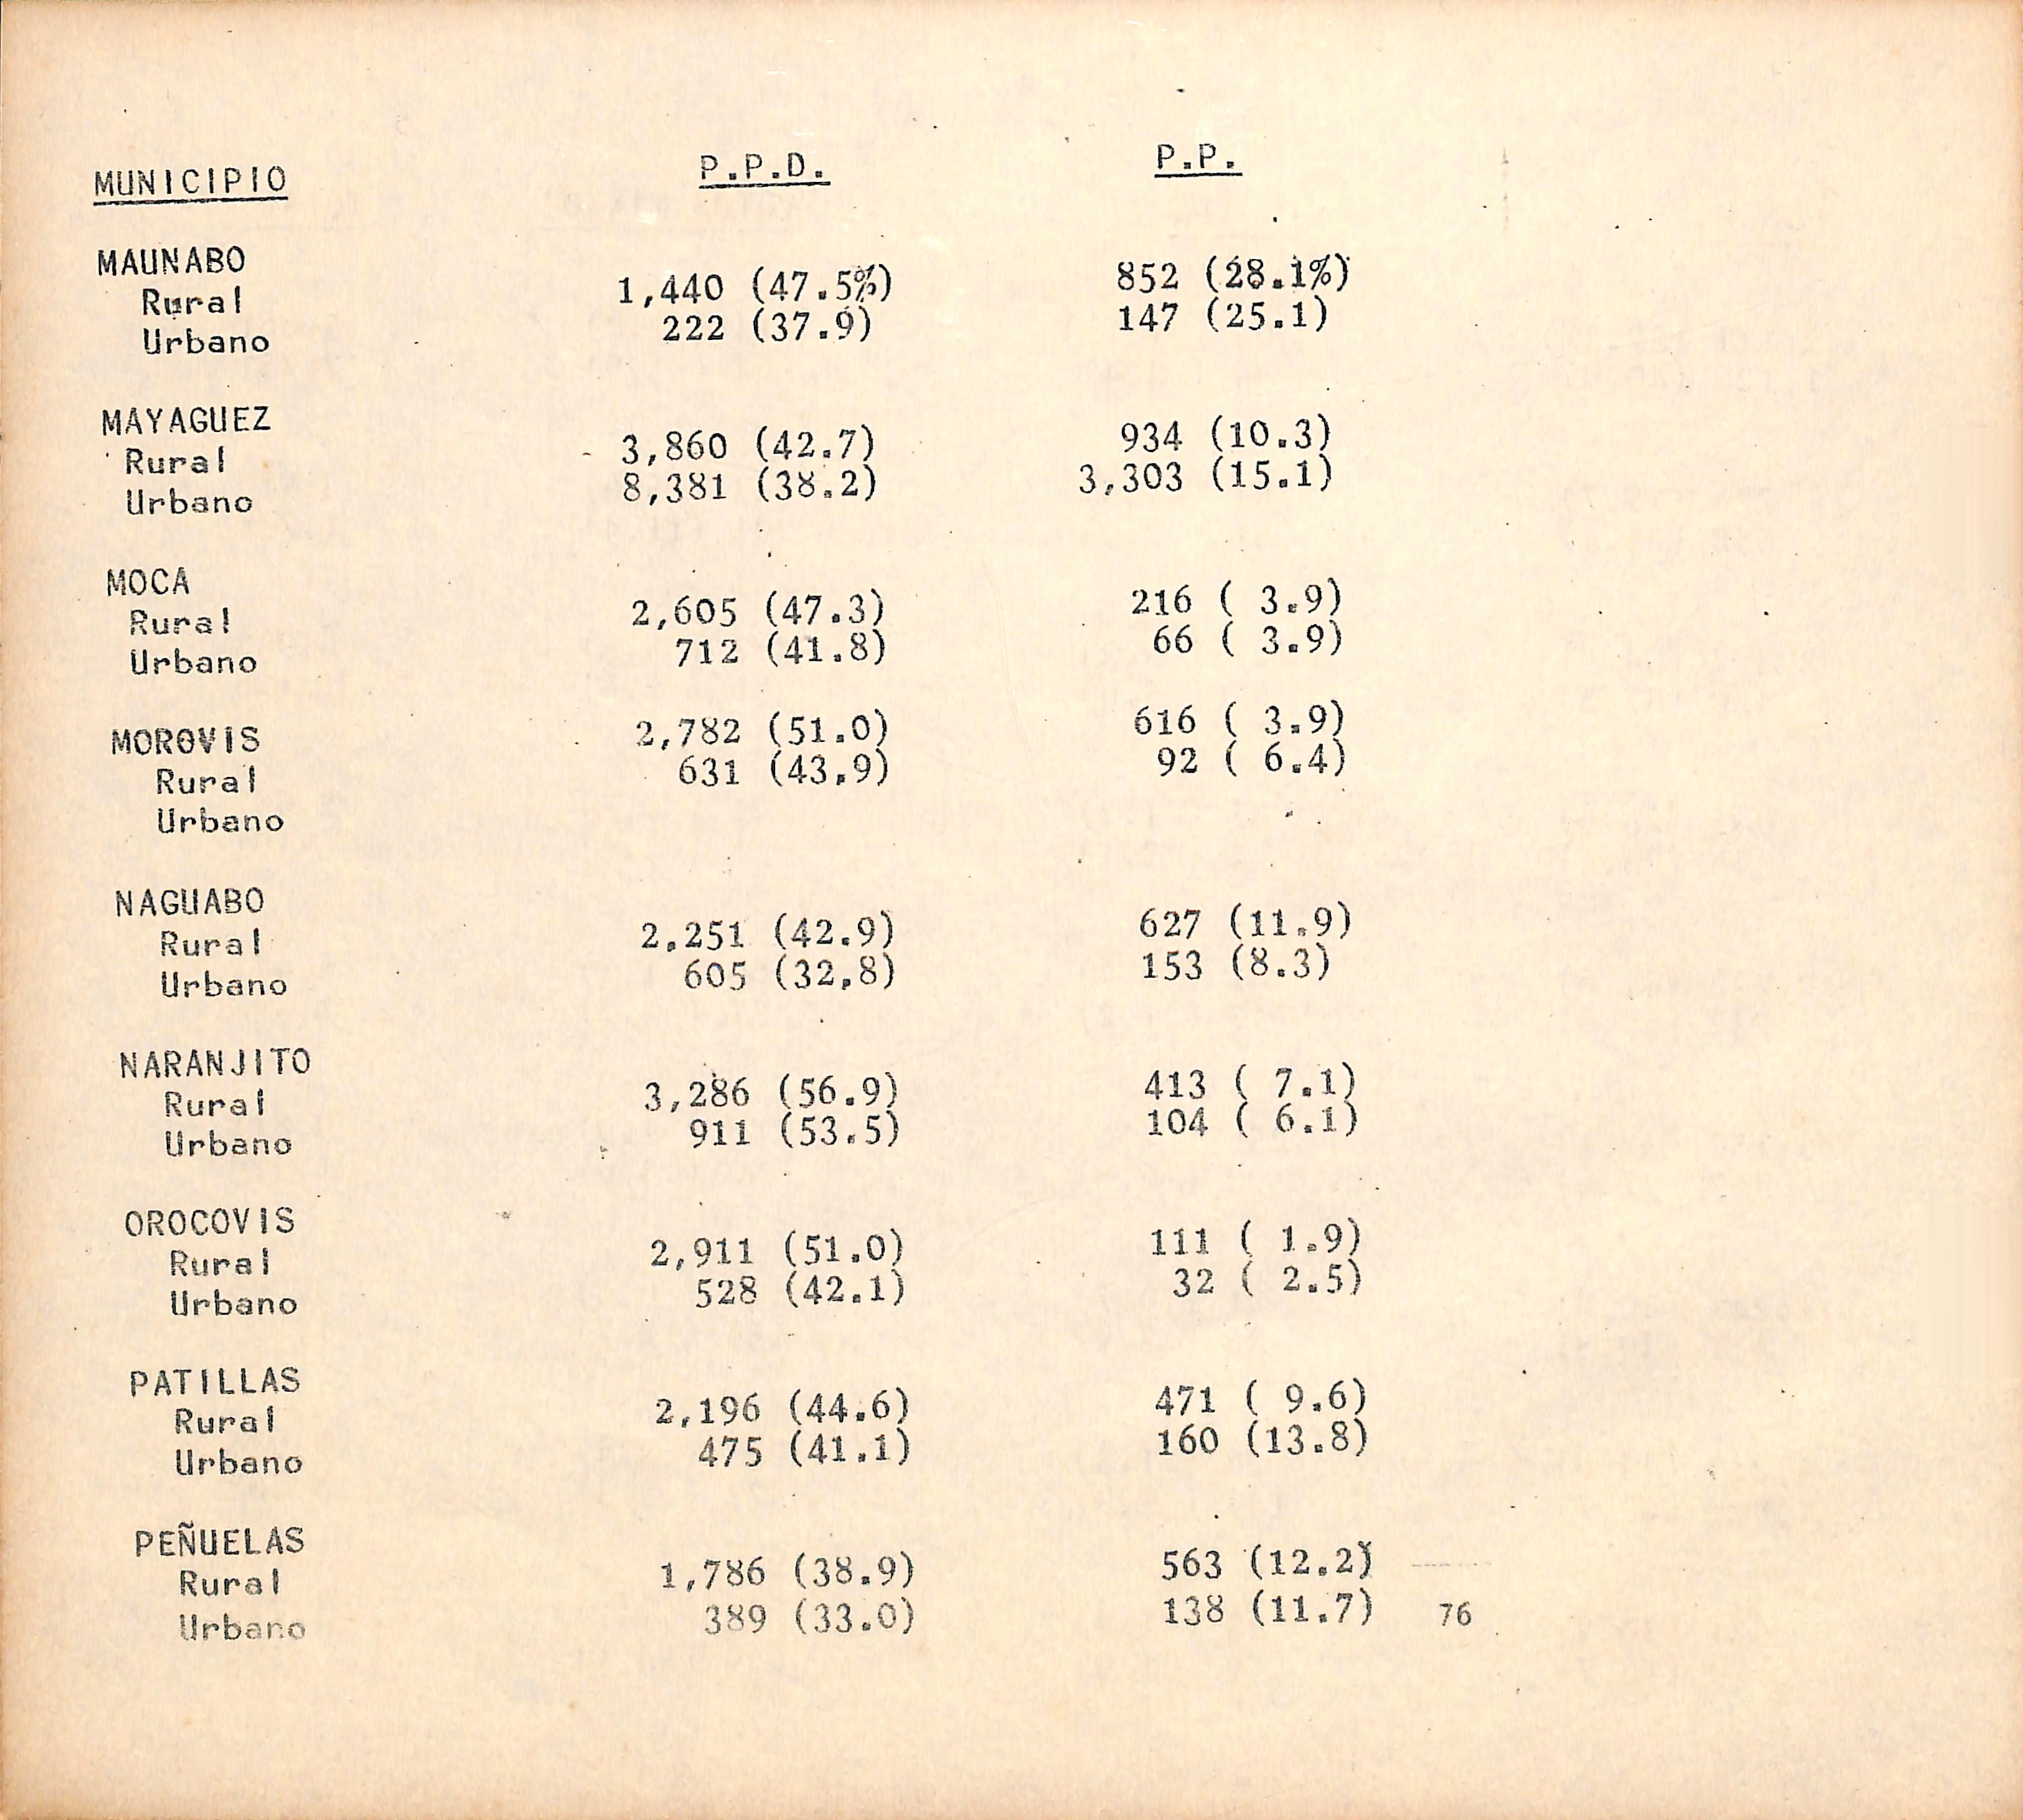 MUNICIPIO P.P.D. P.P.
MAUNABO
Rural 1,440 (47.5%) 852 (28.1%)
Urbano 222 (37.9) 147 (25.1)
MAYAGUEZ
Rural 3,860 (42.7) 934 (10.3)
Urbano 8,381 (38.2) 3,303 (15.1)
MOCA
Rural 2,605 (47.3) 216 ( 3.9)
Urbano 712 (41.8) 66 ( 3.9)
MOROVIS 2,782 (51.0) 616 ( 3.9)
Rural 631 (43.9) 92 ( 6.4)
Urbano
NAGUABO
Rural 2,251 (42.9) 627 (11.9)
Urbano 605 (32.8) 153 (8.3)
NARANJITO
Rural 3,286 (56.9) 413 ( 7.1)
Urbano 911 (53.5) 104 ( 6.1)
OROCOVIS
Rural 2,911 (51.0) 111 ( 1.9)
Urbano 528 (42.1) 32 ( 2.5)
PATILLAS
Rural 2,196 (44.6) 471 ( 9.6)
Urbano 475 (41.1) 160 (13.8)
PEÑUELAS
Rural 1,786 (38.9) 563 (12.2)
Urbano 389 (33.0) 138 (11.7) 76